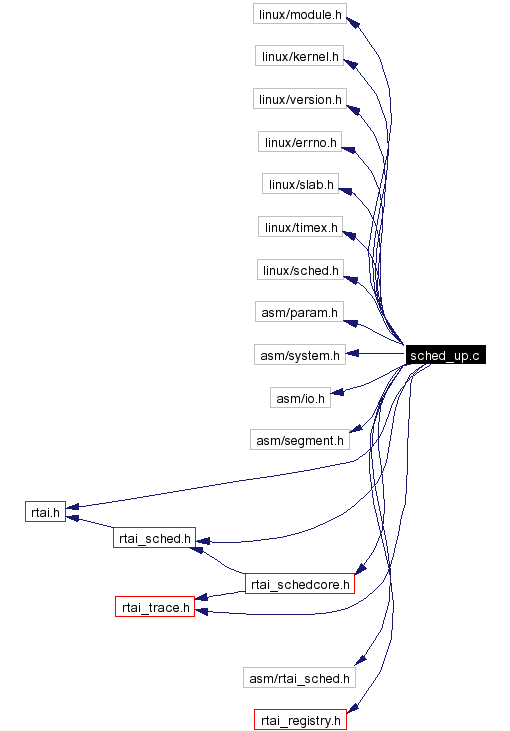 linux/module.h
linux/kernel.h
linux/version.h
linux/errno.h
linux/slab.h
linux/timex.h
linux/sched.h
asm/param.h
asm/system.h
sched_up.c
asm/io.h
asm/segment.h
rtai.h
rtai_sched.h
rtai_schedcore.h
rtai_trace.h
asm/rtai_sched.h
rtai_registry.h